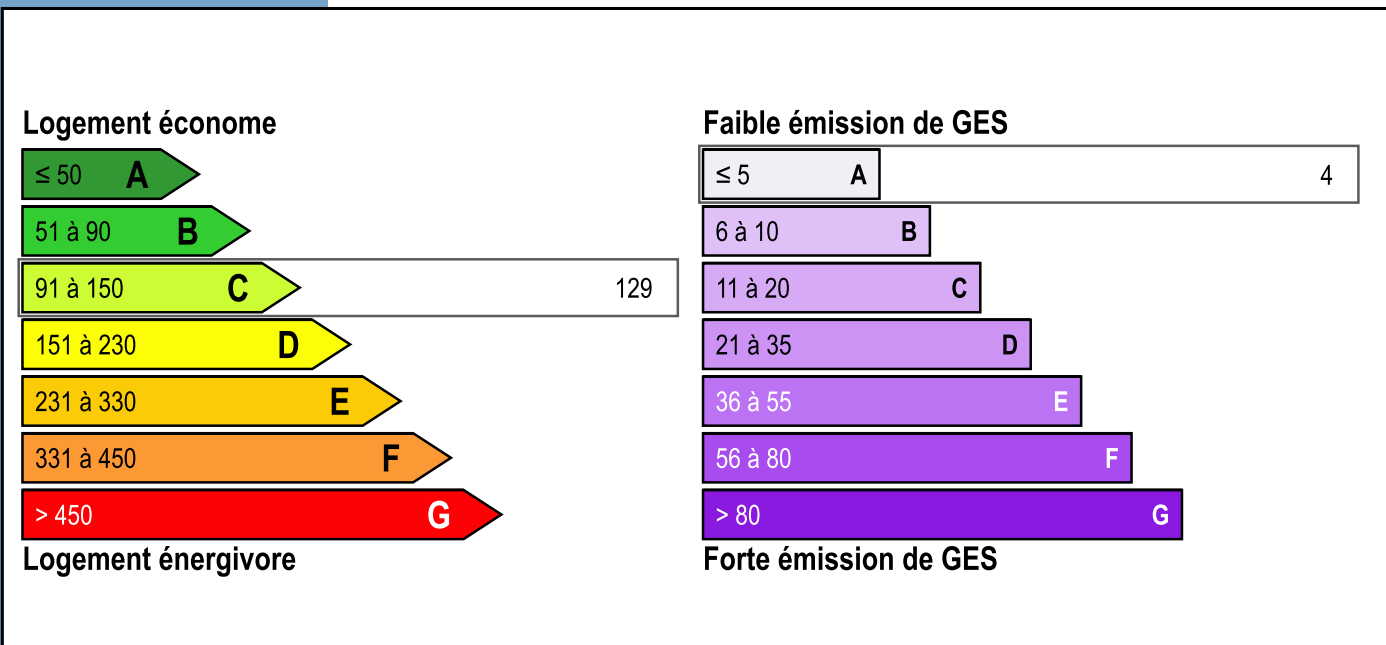 Logement économe
≤ 50 A
51 à 90 B
91 à 150 C 129
151 à 230 D
231 à 330 E
331 à 450 F
> 450 G
Logement énergivore
Faible émission de GES
≤ 5 A 4
6 à 10 B
11 à 20 C
21 à 35 D
36 à 55 E
56 à 80 F
> 80 G
Forte émission de GES